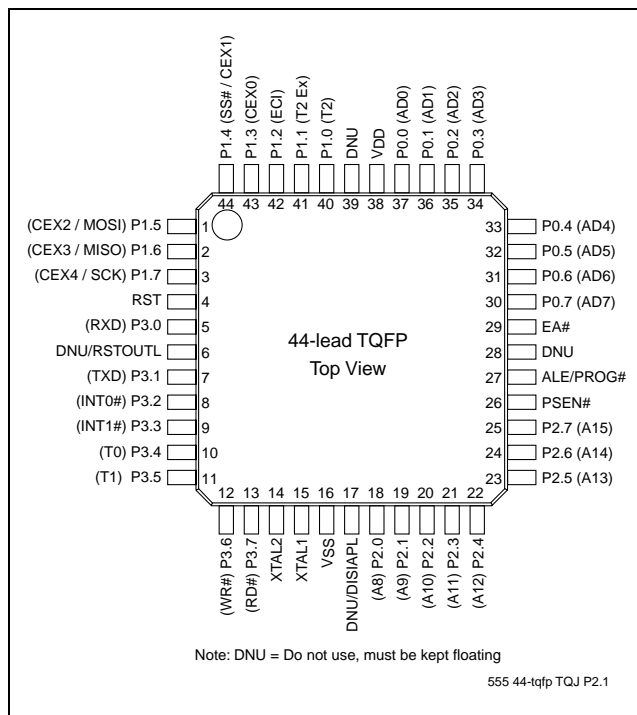 P1.4 (SS# / CEX1)
P1.3 (CEX0)
P1.2 (ECI)
P1.1 (T2 Ex)
P1.0 (T2)
DNU
VDD
P0.0 (AD0)
P0.1 (AD1)
P0.2 (AD2)
P0.3 (AD3)
44 43 42 41 40 39 38 37 36 35 34
(CEX2 / MOSI) P1.5 1
(CEX3 / MISO) P1.6 2
(CEX4 / SCK) P1.7 3
RST 4
(RXD) P3.0 5
DNU/RSTOUTL 6
(TXD) P3.1 7
(INT0#) P3.2 8
(INT1#) P3.3 9
(T0) P3.4 10
(T1) P3.5 11
44-lead TQFP
Top View
33 P0.4 (AD4)
32 P0.5 (AD5)
31 P0.6 (AD6)
30 P0.7 (AD7)
29 EA#
28 DNU
27 ALE/PROG#
26 PSEN#
25 P2.7 (A15)
24 P2.6 (A14)
23 P2.5 (A13)
12 13 14 15 16 17 18 19 20 21 22
(WR#) P3.6
(RD#) P3.7
XTAL2
XTAL1
VSS
DNU/DISIAPL
(A8) P2.0
(A9) P2.1
(A10) P2.2
(A11) P2.3
(A12) P2.4
Note: DNU = Do not use, must be kept floating
555 44-tqfp TQJ P2.1